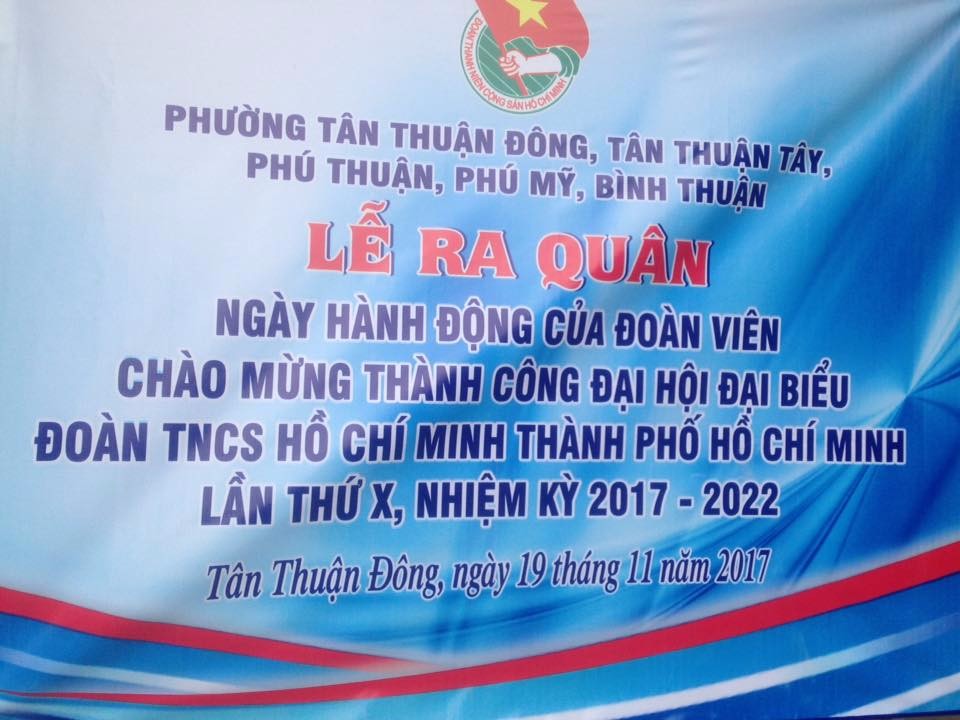 ĐOÀN THANH NIÊN CỘNG SẢN HỒ CHÍ MINH
PHƯỜNG TÂN THUẬN ĐÔNG, TÂN THUẬN TÂY,
PHÚ THUẬN, PHÚ MỸ, BÌNH THUẬN
LỄ RA QUÂN
NGÀY HÀNH ĐỘNG CỦA ĐOÀN VIÊN
CHÀO MỪNG THÀNH CÔNG ĐẠI HỘI ĐẠI BIỂU
ĐOÀN TNCS HỒ CHÍ MINH THÀNH PHỐ HỒ CHÍ MINH
LẦN THỨ X, NHIỆM KỲ 2017 - 2022
Tân Thuận Đông, ngày 19 tháng 11 năm 2017